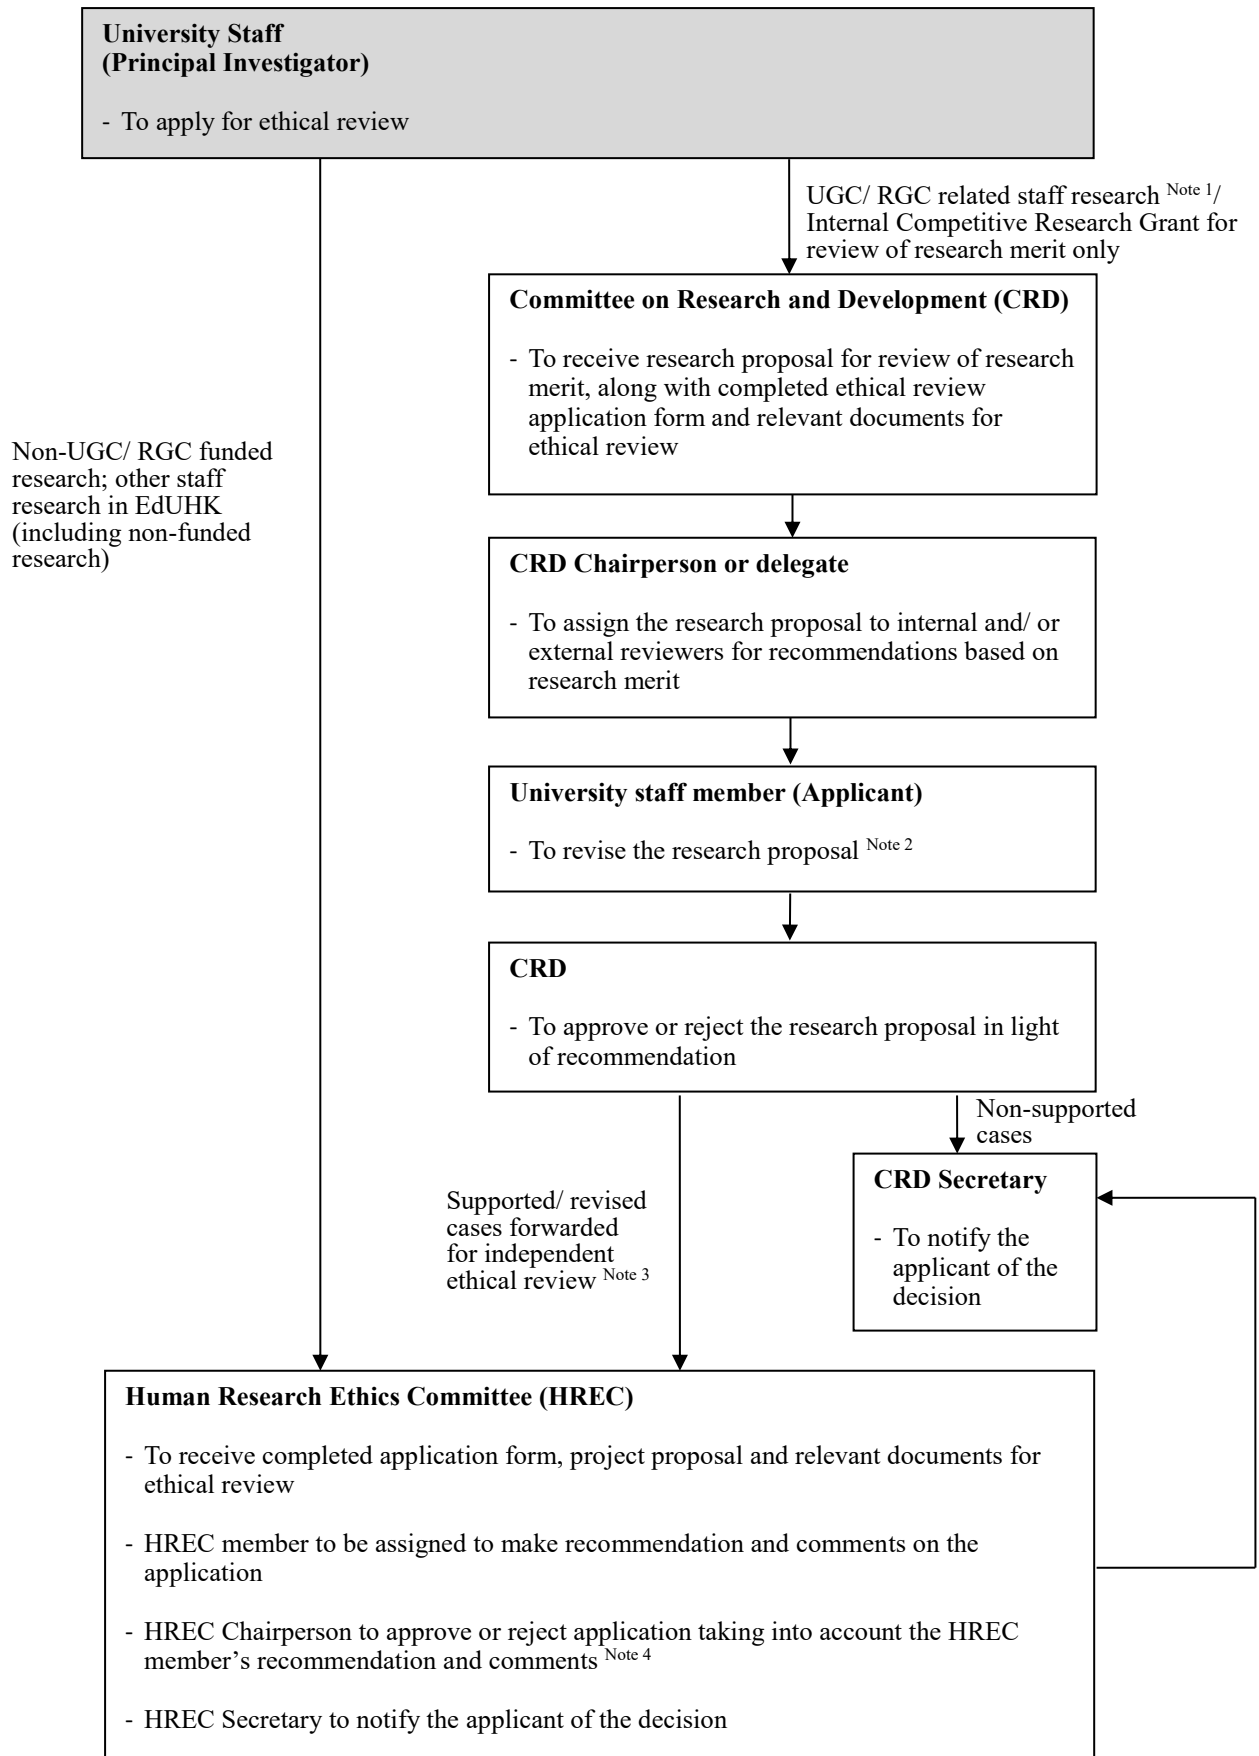 University Staff
(Principal Investigator)
- To apply for ethical review
UGC/ RGC related staff research Note 1/
Internal Competitive Research Grant for
review of research merit only
Committee on Research and Development (CRD)
- To receive research proposal for review of research
merit, along with completed ethical review
application form and relevant documents for
ethical review
Non-UGC/ RGC funded
research; other staff
research in EdUHK
(including non-funded
research)
CRD Chairperson or delegate
- To assign the research proposal to internal and/ or
external reviewers for recommendations based on
research merit
University staff member (Applicant)
- To revise the research proposal Note 2
CRD
- To approve or reject the research proposal in light
of recommendation
Non-supported
cases
Supported/ revised
cases forwarded
for independent
ethical review Note 3
CRD Secretary
- To notify the
applicant of the
decision
Human Research Ethics Committee (HREC)
- To receive completed application form, project proposal and relevant documents for
ethical review
- HREC member to be assigned to make recommendation and comments on the
application
- HREC Chairperson to approve or reject application taking into account the HREC
member’s recommendation and comments Note 4
- HREC Secretary to notify the applicant of the decision